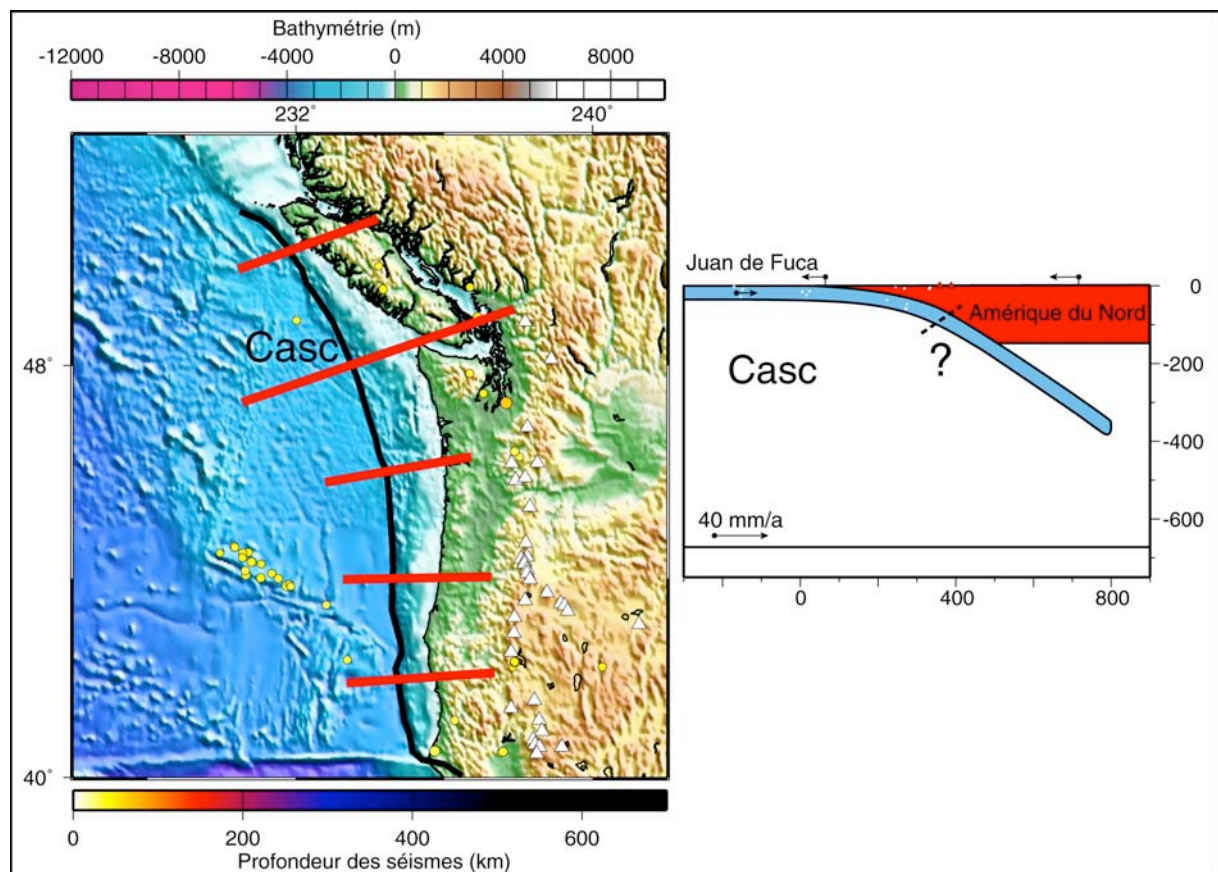 Bathymétrie (m)
-12000 -8000 -4000 0 4000 8000
232° 240°
48°
40°
Casc
0 200 400 600
Profondeur des séismes (km)
Juan de Fuca
Amérique du Nord
?
Casc
40 mm/a
0
-200
-400
-600
0 400 800